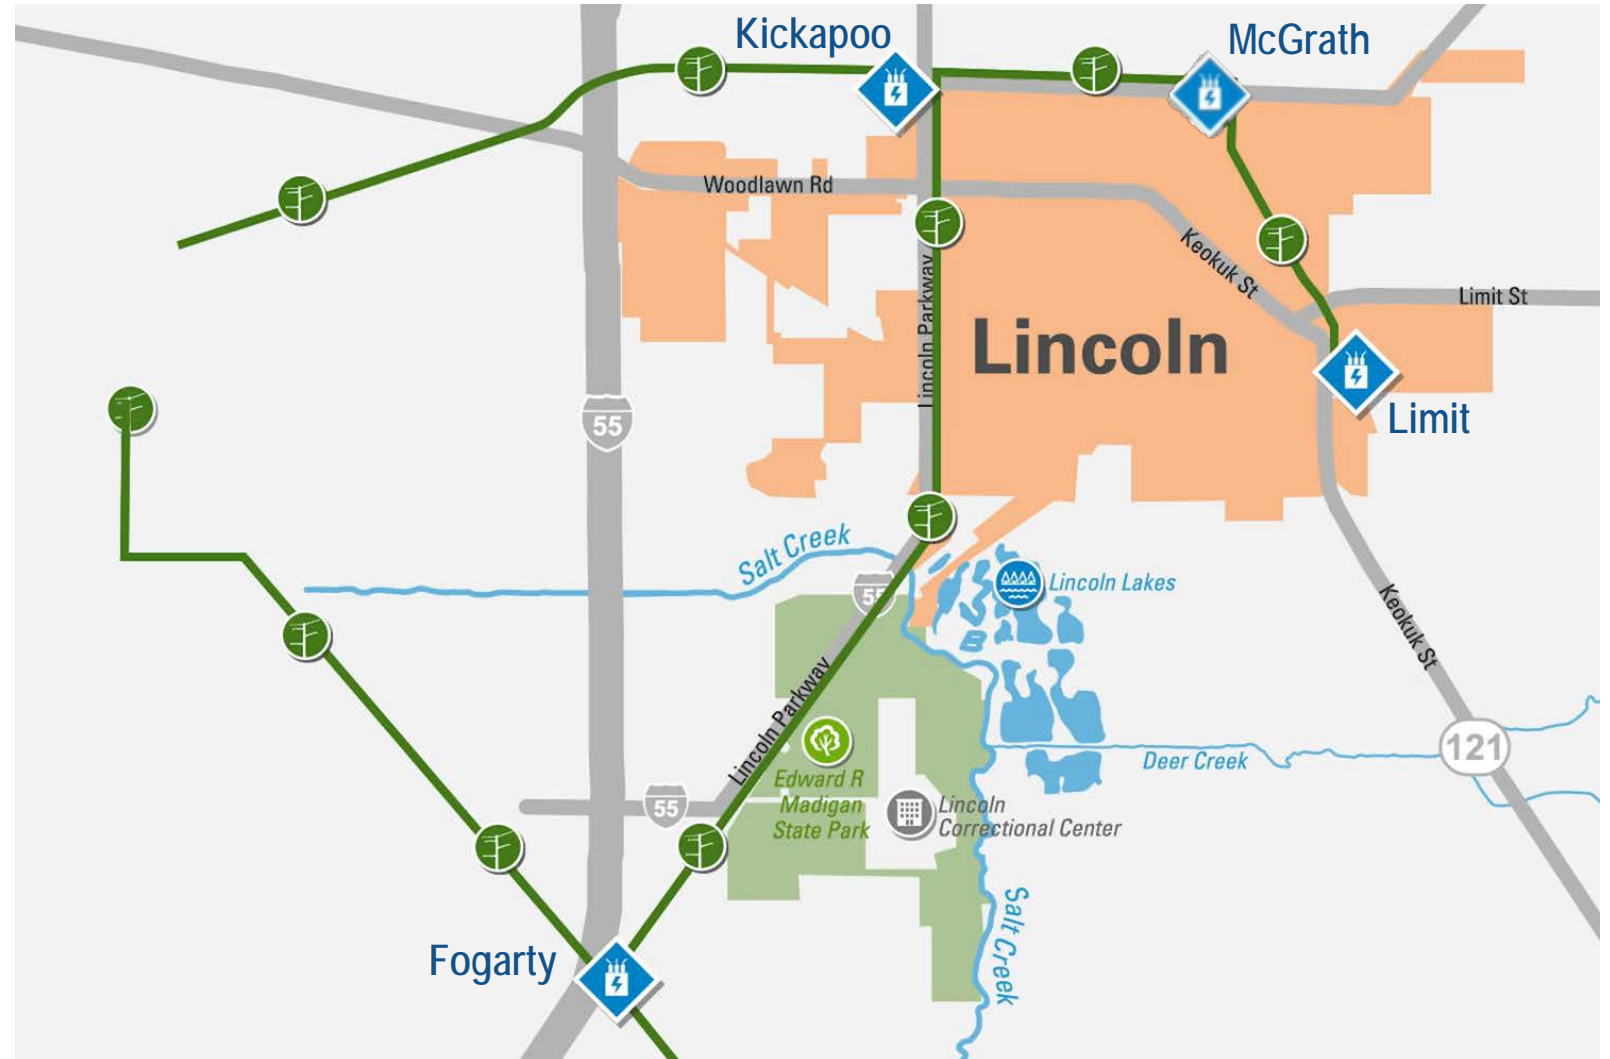 Kickapoo
McGrath
Woodlawn Rd
Keokuk St
Limit St
Lincoln Parkway
Lincoln
Limit
55
Salt Creek
55
Lincoln Lakes
Keokuk St
Lincoln Parkway
121
Deer Creek
Edward R
Madigan
State Park
55
Lincoln
Correctional Center
Salt Creek
Fogarty